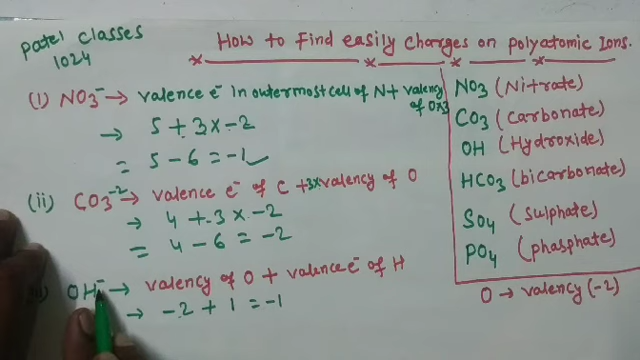 Patel Classes
1024
How to Find easily Charges on polyatomic Ions.
(i) NO3⁻ → valence e⁻ in outermost cell of N + valency of O×3
→ 5 + 3 × -2
= 5 - 6 = -1
(ii) CO3⁻² → valence e⁻ of C + 3× valency of O
→ 4 + 3 × -2
= 4 - 6 = -2
OH⁻ → valency of O + valence e⁻ of H
→ -2 + 1 = -1
NO3 (Nitrate)
CO3 (Carbonate)
OH (Hydroxide)
HCO3 (bicarbonate)
SO4 (sulphate)
PO4 (phosphate)
O → valency (-2)